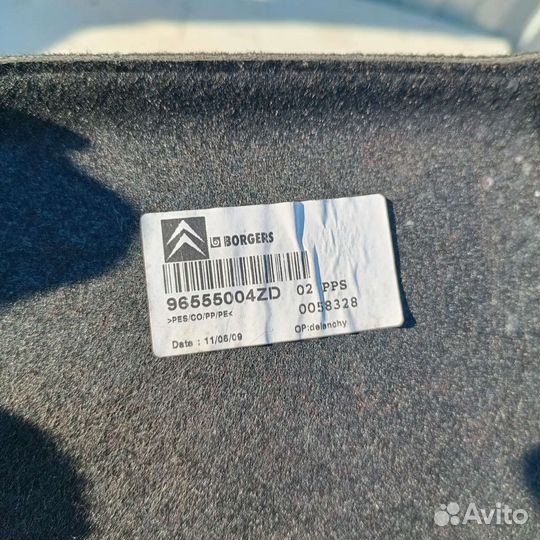 BORGERS
96555004ZD 02 PPS
>PES/CO/PP/PE< 0058328
Date : 11/06/09 OP:delanchy
Avito